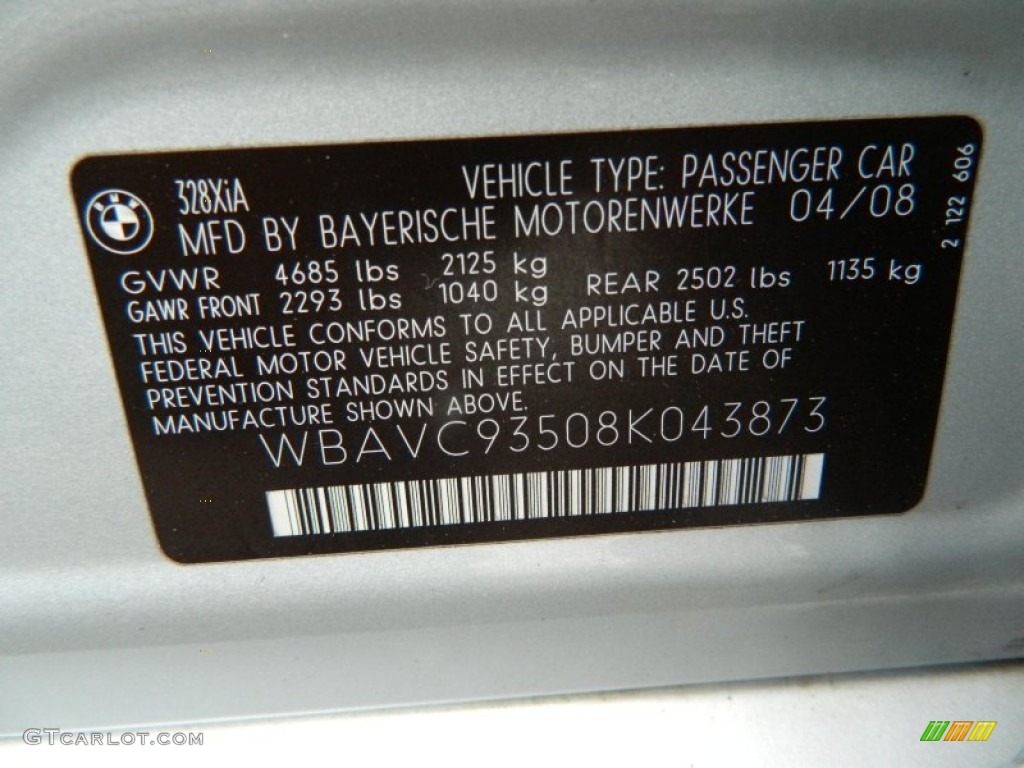 BMW
328XiA
VEHICLE TYPE: PASSENGER CAR
MFD BY BAYERISCHE MOTORENWERKE 04/08
GVWR 4685 lbs 2125 kg
GAWR FRONT 2293 lbs 1040 kg REAR 2502 lbs 1135 kg
THIS VEHICLE CONFORMS TO ALL APPLICABLE U.S.
FEDERAL MOTOR VEHICLE SAFETY, BUMPER AND THEFT
PREVENTION STANDARDS IN EFFECT ON THE DATE OF
MANUFACTURE SHOWN ABOVE.
WBAVC93508K043873
2 122 606
GTCARLOT.COM